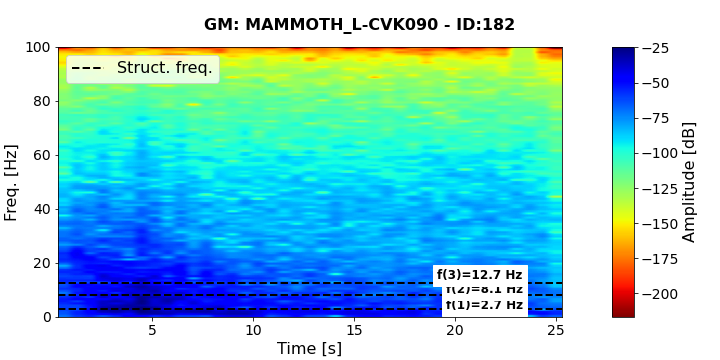 GM: MAMMOTH_L-CVK090 - ID:182
100
80
60
40
20
0
Freq. [Hz]
Struct. freq.
f(3)=12.7 Hz
f(2)=8.1 Hz
f(1)=2.7 Hz
5
10
15
20
25
Time [s]
−25
−50
−75
−100
−125
−150
−175
−200
Amplitude [dB]